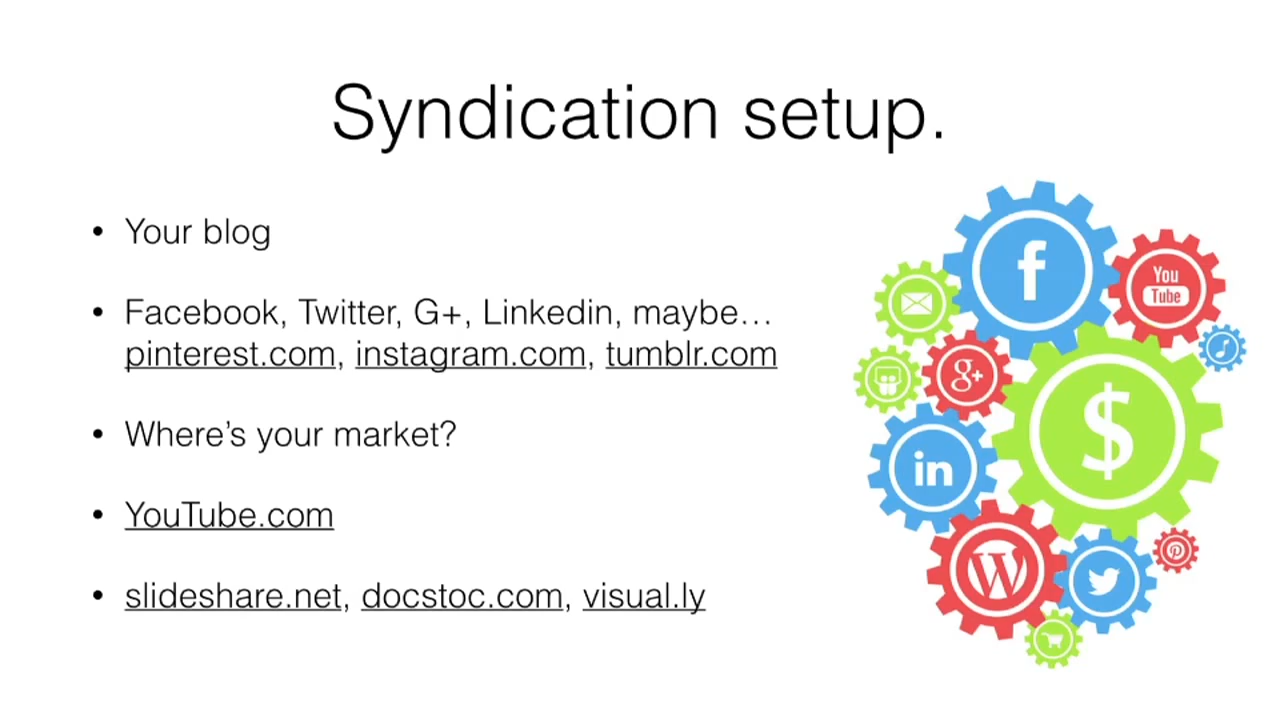 Syndication setup.
• Your blog
• Facebook, Twitter, G+, Linkedin, maybe…
pinterest.com, instagram.com, tumblr.com
• Where’s your market?
• YouTube.com
• slideshare.net, docstoc.com, visual.ly
f
You
Tube
g+
$
in
W